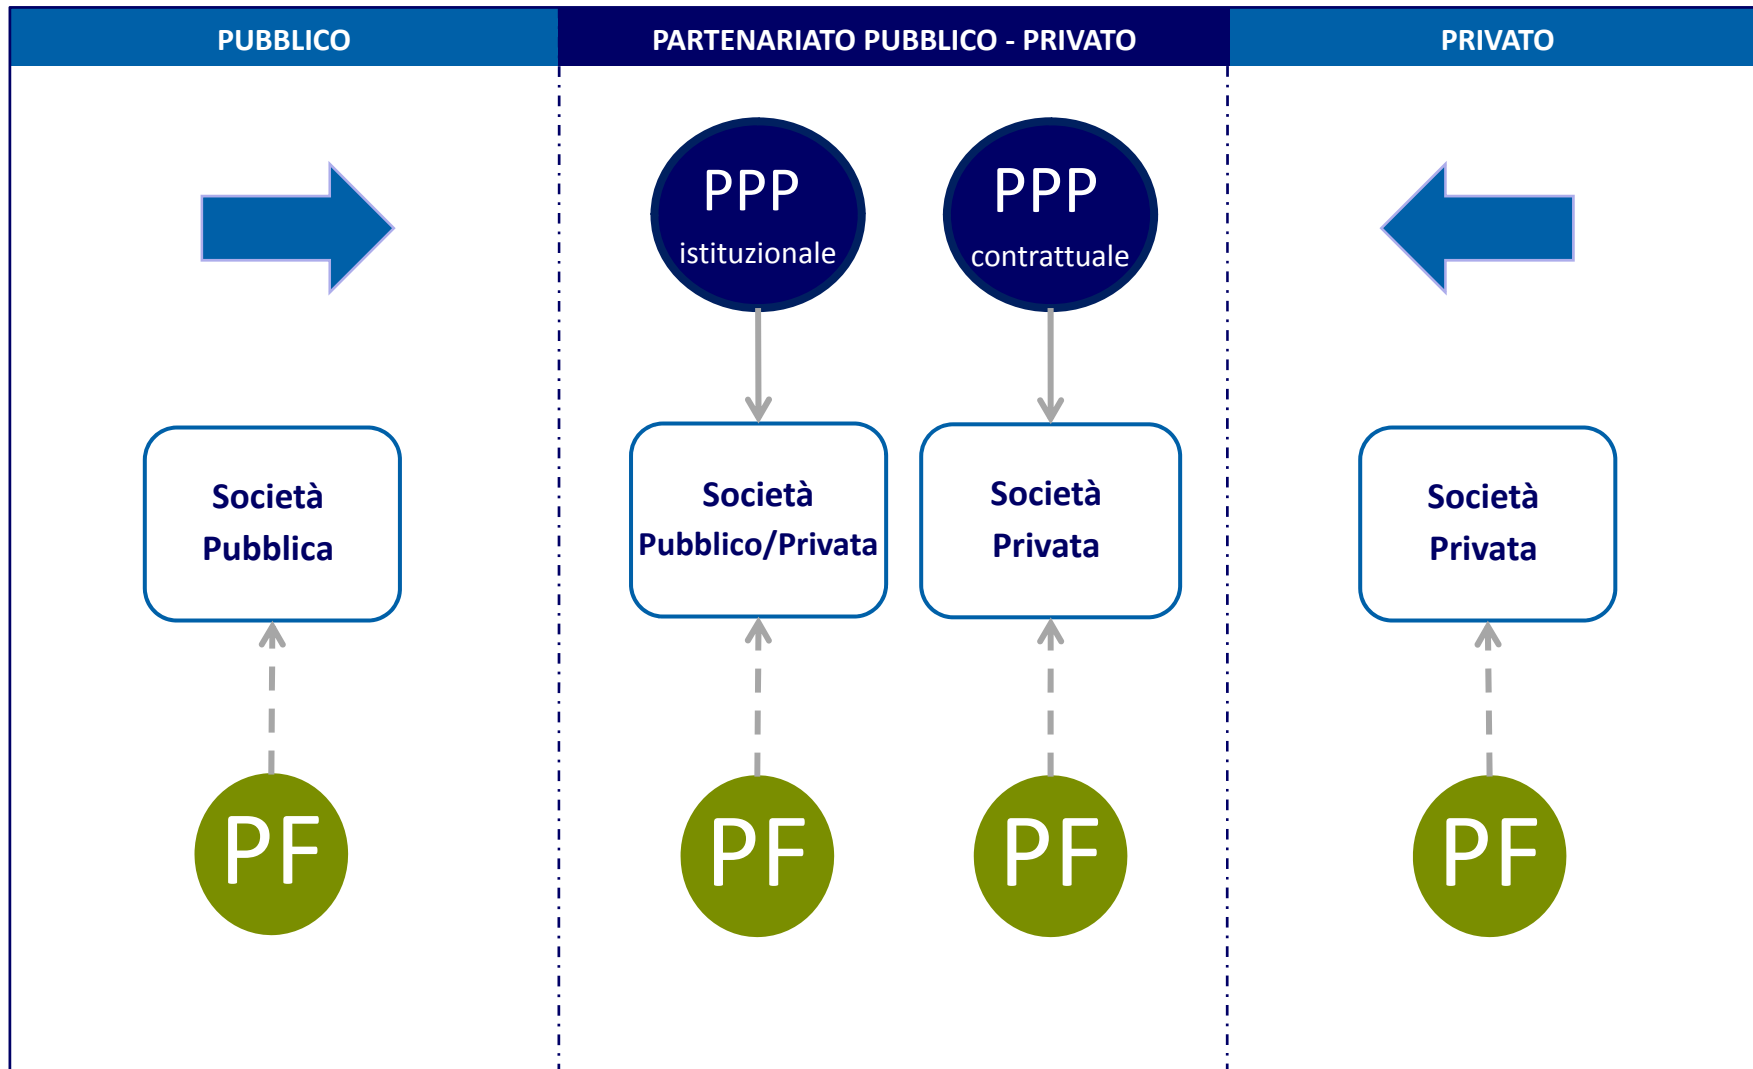 PUBBLICO
PARTENARIATO PUBBLICO - PRIVATO
PRIVATO
PPP
istituzionale
PPP
contrattuale
Società
Pubblica
Società
Pubblico/Privata
Società
Privata
Società
Privata
PF
PF
PF
PF